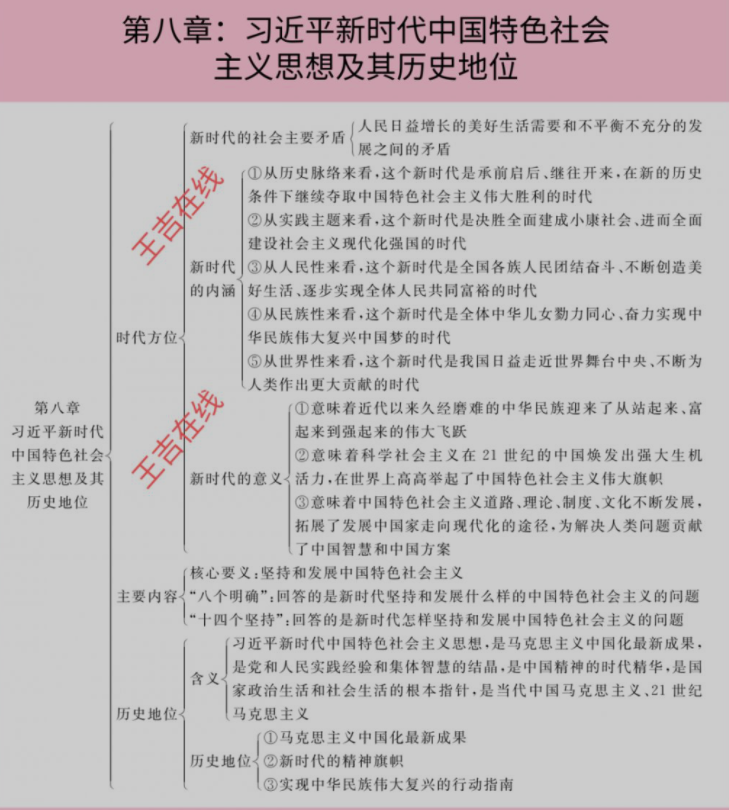 第八章：习近平新时代中国特色社会
主义思想及其历史地位
第八章
习近平新时代
中国特色社会
主义思想及其
历史地位
时代方位
新时代的社会主要矛盾
人民日益增长的美好生活需要和不平衡不充分的发
展之间的矛盾
新时代
的内涵
①从历史脉络来看,这个新时代是承前启后、继往开来,在新的历史
条件下继续夺取中国特色社会主义伟大胜利的时代
②从实践主题来看,这个新时代是决胜全面建成小康社会、进而全面
建设社会主义现代化强国的时代
③从人民性来看,这个新时代是全国各族人民团结奋斗、不断创造美
好生活、逐步实现全体人民共同富裕的时代
④从民族性来看,这个新时代是全体中华儿女勠力同心、奋力实现中
华民族伟大复兴中国梦的时代
⑤从世界性来看,这个新时代是我国日益走近世界舞台中央、不断为
人类作出更大贡献的时代
新时代的意义
①意味着近代以来久经磨难的中华民族迎来了从站起来、富
起来到强起来的伟大飞跃
②意味着科学社会主义在 21 世纪的中国焕发出强大生机
活力,在世界上高高举起了中国特色社会主义伟大旗帜
③意味着中国特色社会主义道路、理论、制度、文化不断发展,
拓展了发展中国家走向现代化的途径,为解决人类问题贡献
了中国智慧和中国方案
主要内容
核心要义:坚持和发展中国特色社会主义
“八个明确”:回答的是新时代坚持和发展什么样的中国特色社会主义的问题
“十四个坚持”:回答的是新时代怎样坚持和发展中国特色社会主义的问题
历史地位
含义
习近平新时代中国特色社会主义思想,是马克思主义中国化最新成果,
是党和人民实践经验和集体智慧的结晶,是中国精神的时代精华,是国
家政治生活和社会生活的根本指针,是当代中国马克思主义、21 世纪
马克思主义
历史地位
①马克思主义中国化最新成果
②新时代的精神旗帜
③实现中华民族伟大复兴的行动指南
王吉在线
王吉在线